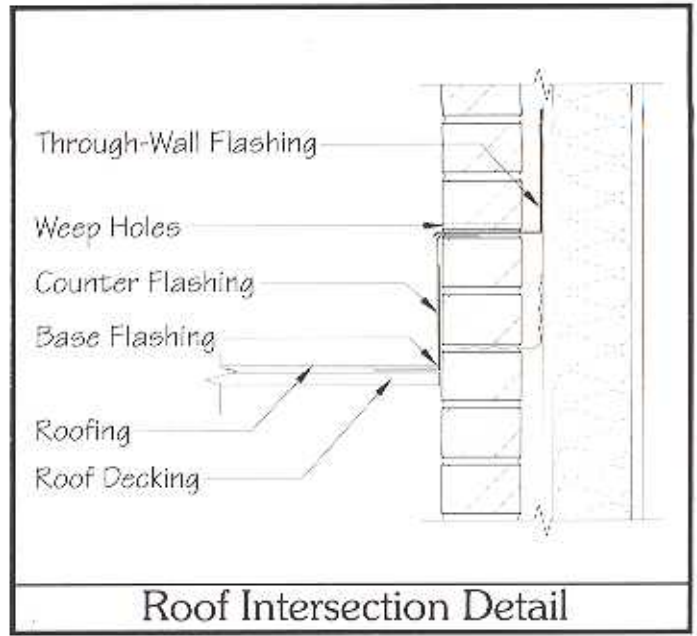 Through-Wall Flashing
Weep Holes
Counter Flashing
Base Flashing
Roofing
Roof Decking
Roof Intersection Detail